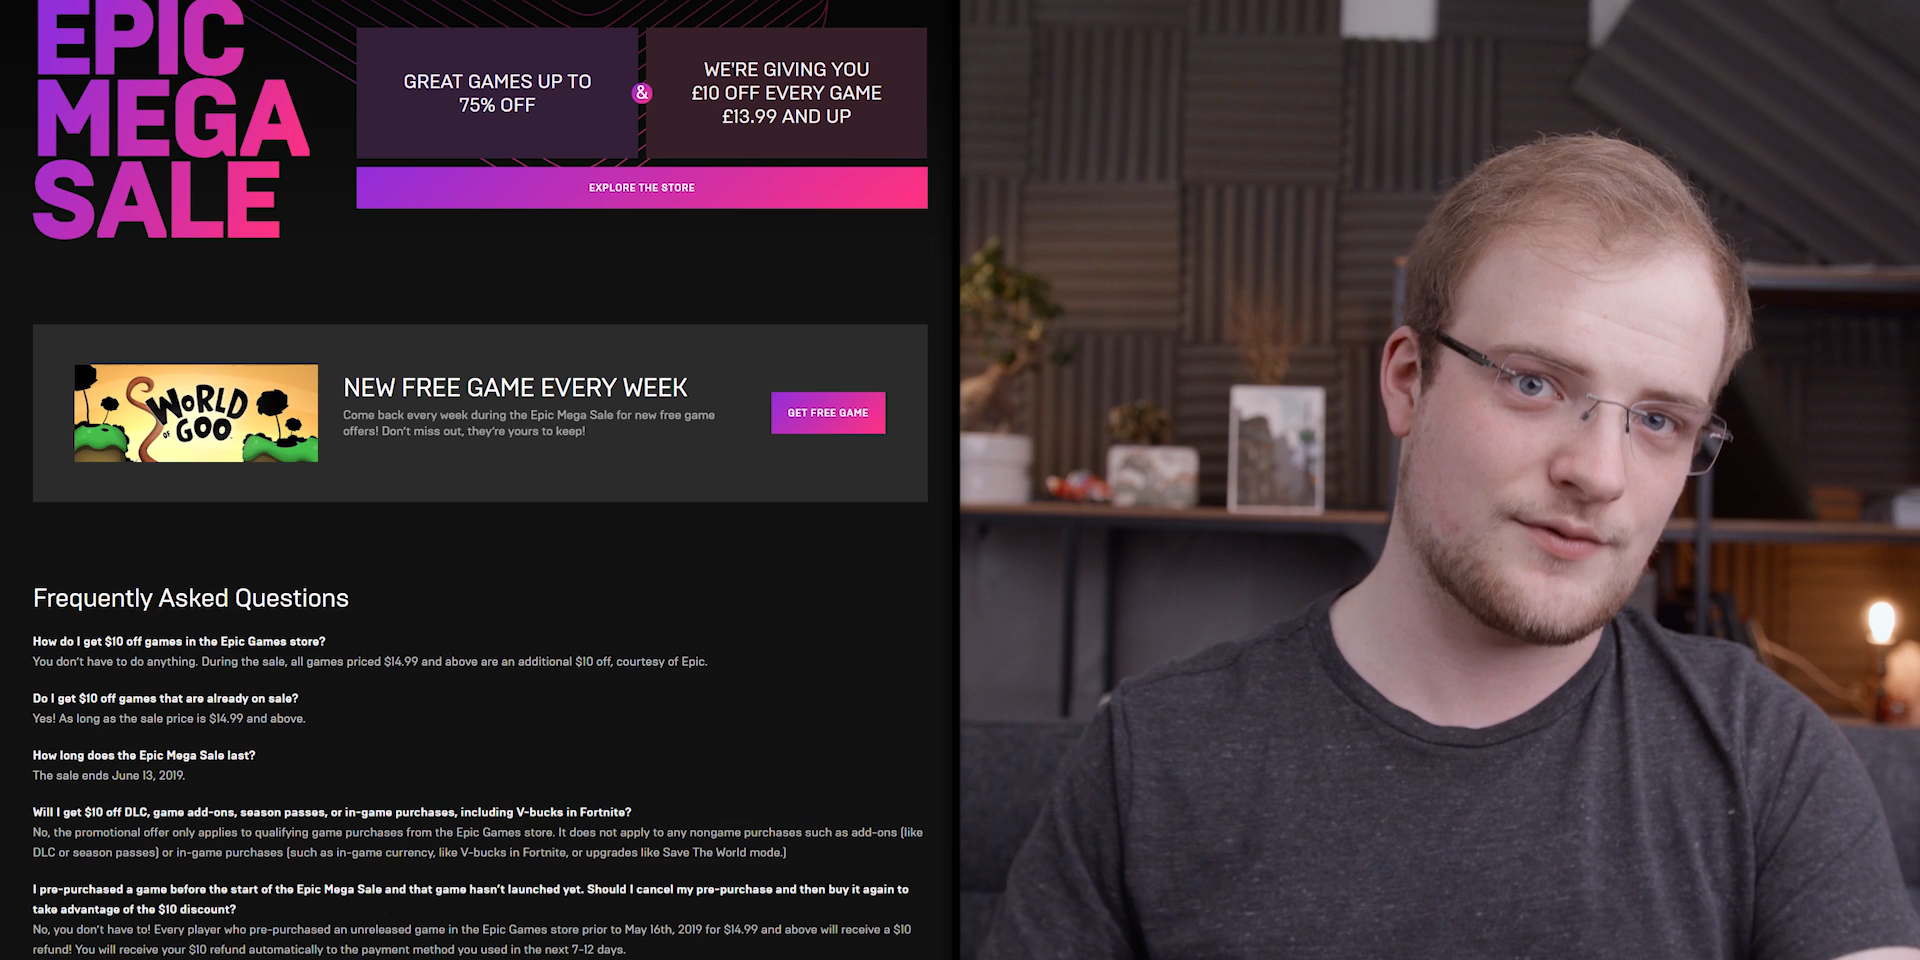 EPIC
MEGA
SALE
GREAT GAMES UP TO
75% OFF
&
WE'RE GIVING YOU
£10 OFF EVERY GAME
£13.99 AND UP
EXPLORE THE STORE
WORLD
OF
GOO
NEW FREE GAME EVERY WEEK
Come back every week during the Epic Mega Sale for new free game
offers! Don't miss out, they're yours to keep!
GET FREE GAME
Frequently Asked Questions
How do I get $10 off games in the Epic Games store?
You don't have to do anything. During the sale, all games priced $14.99 and above are an additional $10 off, courtesy of Epic.
Do I get $10 off games that are already on sale?
Yes! As long as the sale price is $14.99 and above.
How long does the Epic Mega Sale last?
The sale ends June 13, 2019.
Will I get $10 off DLC, game add-ons, season passes, or in-game purchases, including V-bucks in Fortnite?
No, the promotional offer only applies to qualifying game purchases from the Epic Games store. It does not apply to any nongame purchases such as add-ons (like
DLC or season passes) or in-game purchases (such as in-game currency, like V-bucks in Fortnite, or upgrades like Save The World mode.)
I pre-purchased a game before the start of the Epic Mega Sale and that game hasn't launched yet. Should I cancel my pre-purchase and then buy it again to
take advantage of the $10 discount?
No, you don't have to! Every player who pre-purchased an unreleased game in the Epic Games store prior to May 16th, 2019 for $14.99 and above will receive a $10
refund! You will receive your $10 refund automatically to the payment method you used in the next 7-12 days.